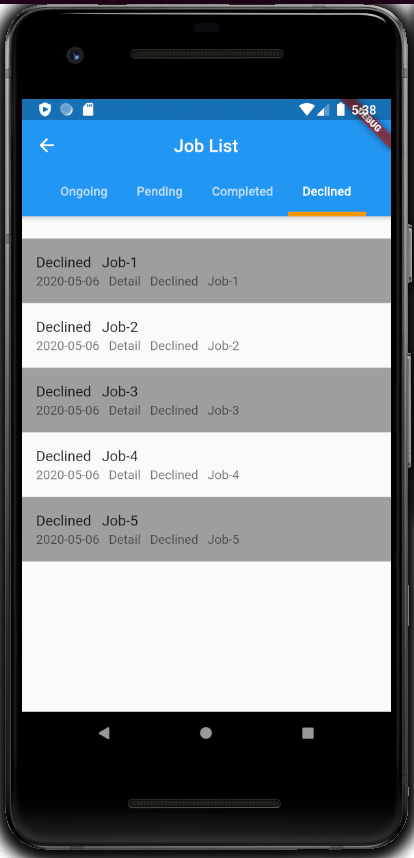 5:38
DEBUG
Job List
Ongoing Pending Completed Declined
Declined Job-1
2020-05-06 Detail Declined Job-1
Declined Job-2
2020-05-06 Detail Declined Job-2
Declined Job-3
2020-05-06 Detail Declined Job-3
Declined Job-4
2020-05-06 Detail Declined Job-4
Declined Job-5
2020-05-06 Detail Declined Job-5